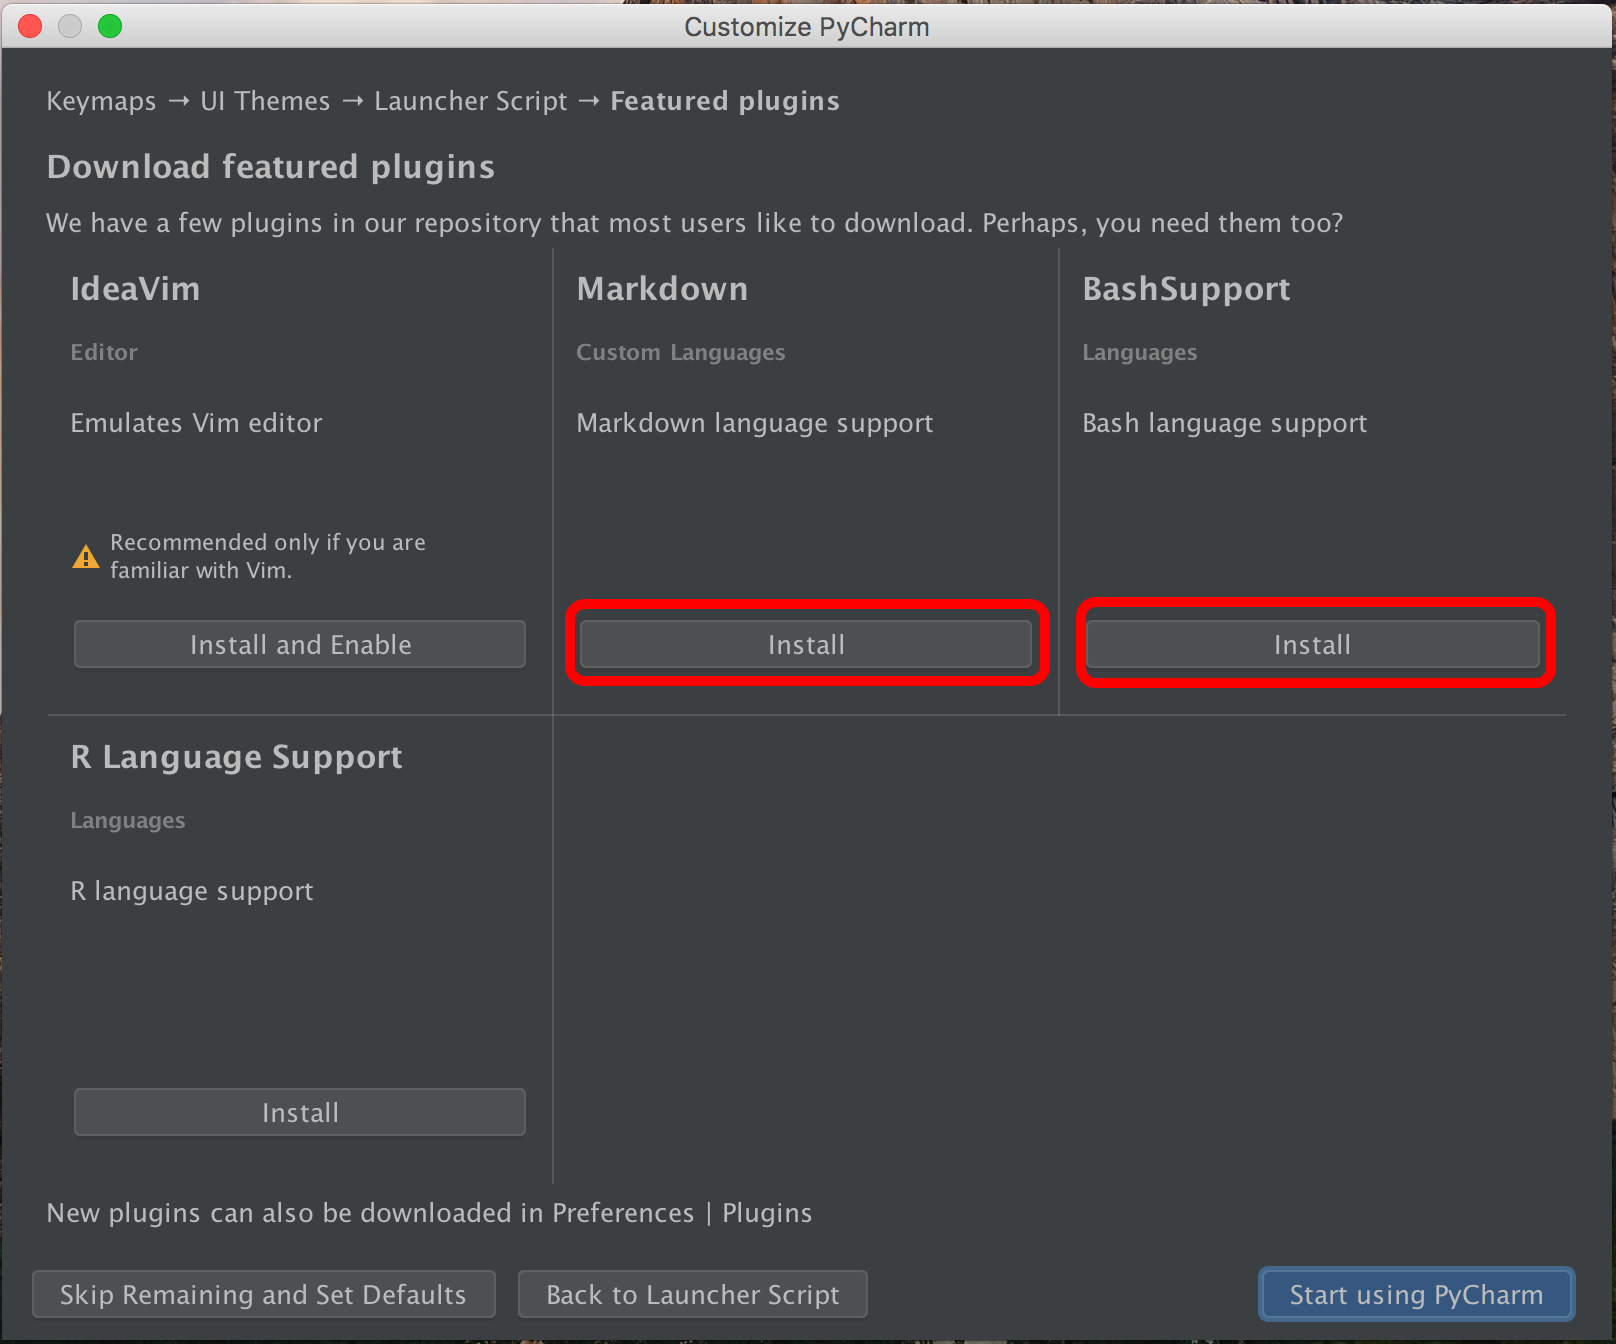 Customize PyCharm
Keymaps → UI Themes → Launcher Script → Featured plugins
Download featured plugins
We have a few plugins in our repository that most users like to download. Perhaps, you need them too?
IdeaVim
Editor
Emulates Vim editor
Recommended only if you are
familiar with Vim.
Install and Enable
Markdown
Custom Languages
Markdown language support
Install
BashSupport
Languages
Bash language support
Install
R Language Support
Languages
R language support
Install
New plugins can also be downloaded in Preferences | Plugins
Skip Remaining and Set Defaults
Back to Launcher Script
Start using PyCharm